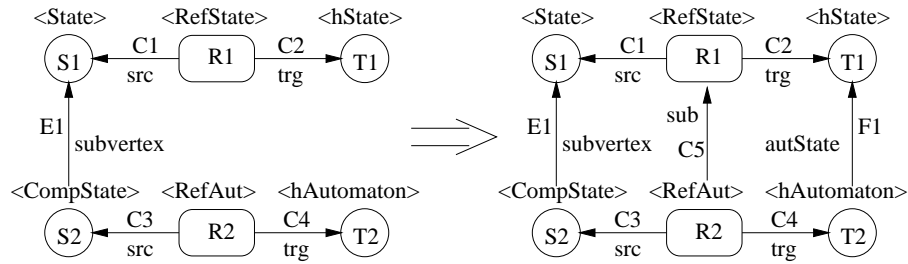 <State> <RefState> <hState> <State> <RefState> <hState>
C1 C2 C1 C2
S1 R1 T1 S1 R1 T1
src trg src trg
sub
E1 E1 F1
subvertex subvertex C5 autState
<CompState> <RefAut> <hAutomaton> <CompState> <RefAut> <hAutomaton>
C3 C4 C3 C4
S2 R2 T2 S2 R2 T2
src trg src trg